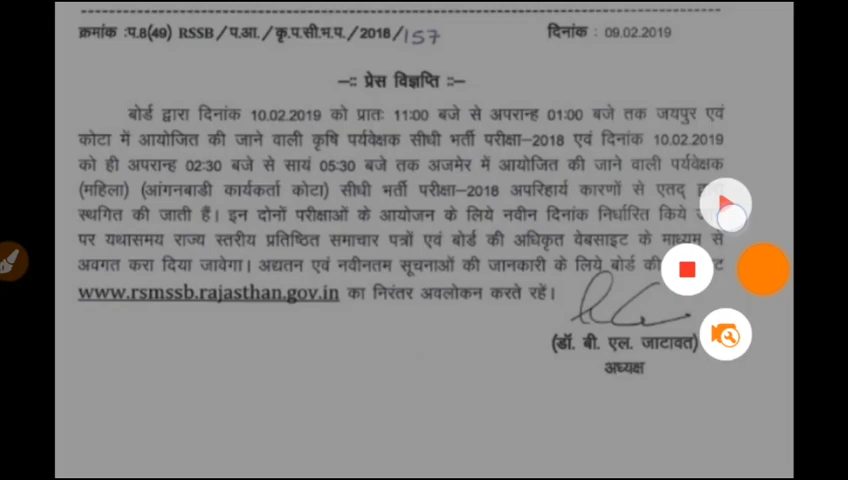 क्रमांक :प.8(49) RSSB/प.आ./कृ.प.सी.भ.प./2018/157 दिनांक : 09.02.2019
-:: प्रेस विज्ञप्ति ::-
बोर्ड द्वारा दिनांक 10.02.2019 को प्रातः 11:00 बजे से अपरान्ह 01:00 बजे तक जयपुर एवं
कोटा में आयोजित की जाने वाली कृषि पर्यवेक्षक सीधी भर्ती परीक्षा-2018 एवं दिनांक 10.02.2019
को ही अपरान्ह 02:30 बजे से सायं 05:30 बजे तक अजमेर में आयोजित की जाने वाली पर्यवेक्षक
(महिला) (आंगनबाडी कार्यकर्ता कोटा) सीधी भर्ती परीक्षा-2018 अपरिहार्य कारणों से एतद्
स्थगित की जाती हैं। इन दोनों परीक्षाओं के आयोजन के लिये नवीन दिनांक निर्धारित किये
पर यथासमय राज्य स्तरीय प्रतिष्ठित समाचार पत्रों एवं बोर्ड की अधिकृत वेबसाइट के माध्यम से
अवगत करा दिया जावेगा। अद्यतन एवं नवीनतम सूचनाओं की जानकारी के लिये बोर्ड की
www.rsmssb.rajasthan.gov.in का निरंतर अवलोकन करते रहें।
(डॉ. बी. एल. जाटावत)
अध्यक्ष